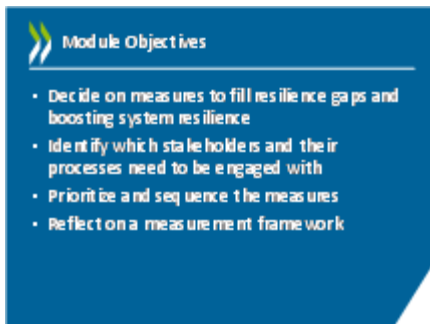 Module Objectives
• Decide on measures to fill resilience gaps and
boosting system resilience
• Identify which stakeholders and their
processes need to be engaged with
• Prioritize and sequence the measures
• Reflect on a measurement framework